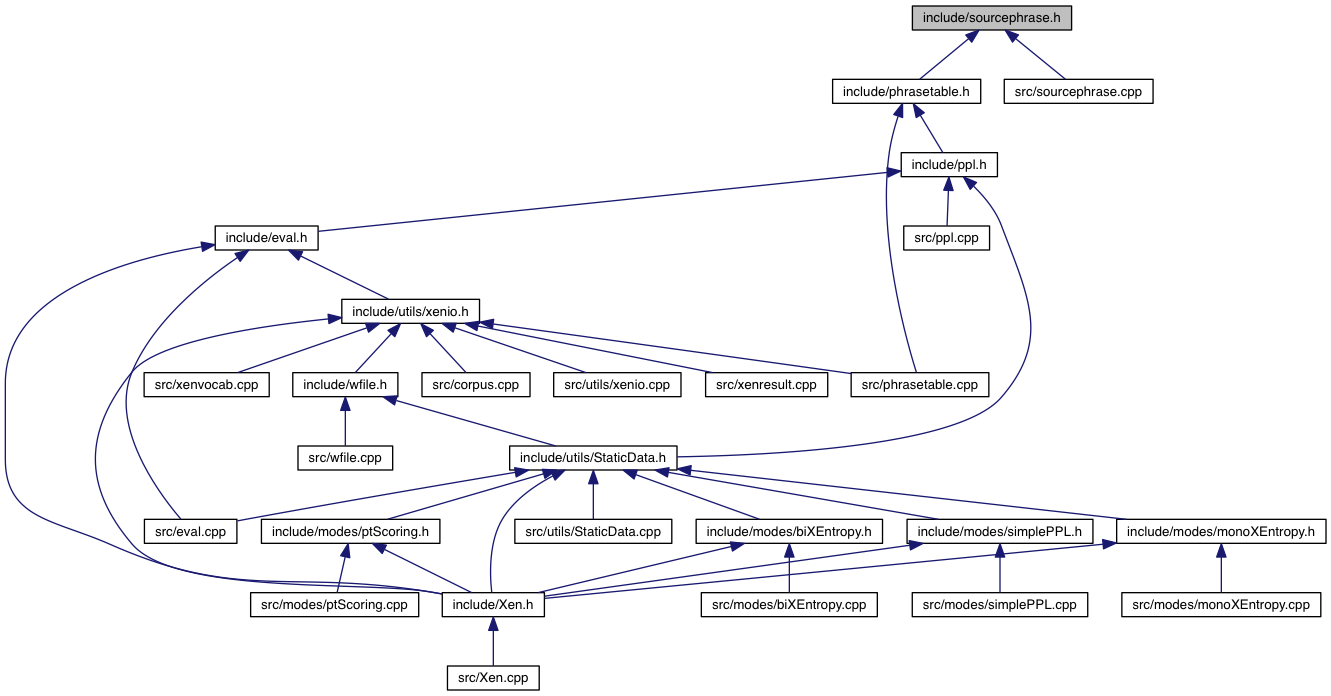 include/sourcephrase.h
include/phrasetable.h
src/sourcephrase.cpp
include/ppl.h
include/eval.h
src/ppl.cpp
include/utils/xenio.h
src/xenvocab.cpp
include/wfile.h
src/corpus.cpp
src/utils/xenio.cpp
src/xenresult.cpp
src/phrasetable.cpp
src/wfile.cpp
include/utils/StaticData.h
src/eval.cpp
include/modes/ptScoring.h
src/utils/StaticData.cpp
include/modes/biXEntropy.h
include/modes/simplePPL.h
include/modes/monoXEntropy.h
src/modes/ptScoring.cpp
include/Xen.h
src/modes/biXEntropy.cpp
src/modes/simplePPL.cpp
src/modes/monoXEntropy.cpp
src/Xen.cpp